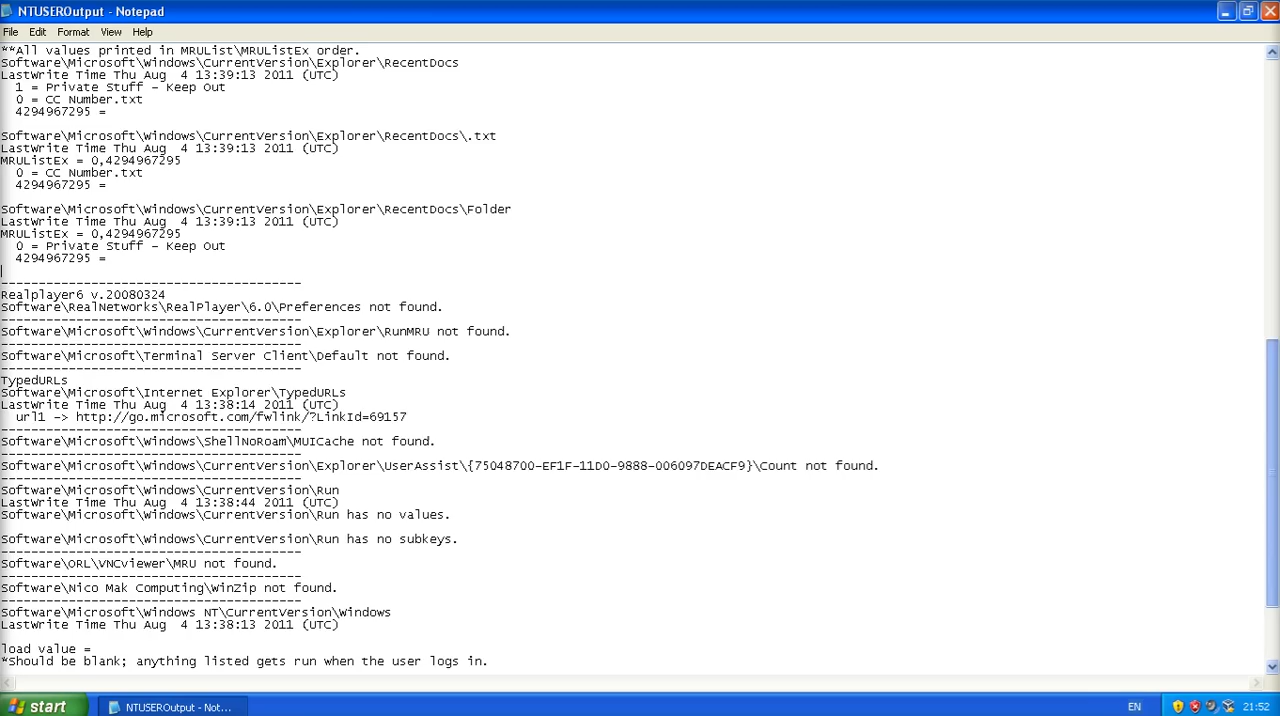 NTUSEROutput - Notepad
File Edit Format View Help
**All values printed in MRUList\MRUListEx order.
Software\Microsoft\Windows\CurrentVersion\Explorer\RecentDocs
LastWrite Time Thu Aug  4 13:39:13 2011 (UTC)
  1 = Private Stuff - Keep Out
  0 = CC Number.txt
  4294967295 =
Software\Microsoft\Windows\CurrentVersion\Explorer\RecentDocs\.txt
LastWrite Time Thu Aug  4 13:39:13 2011 (UTC)
MRUListEx = 0,4294967295
  0 = CC Number.txt
  4294967295 =
Software\Microsoft\Windows\CurrentVersion\Explorer\RecentDocs\Folder
LastWrite Time Thu Aug  4 13:39:13 2011 (UTC)
MRUListEx = 0,4294967295
  0 = Private Stuff - Keep Out
  4294967295 =
----------------------------------------
Realplayer6 v.20080324
Software\RealNetworks\RealPlayer\6.0\Preferences not found.
----------------------------------------
Software\Microsoft\Windows\CurrentVersion\Explorer\RunMRU not found.
----------------------------------------
Software\Microsoft\Terminal Server Client\Default not found.
----------------------------------------
TypedURLs
Software\Microsoft\Internet Explorer\TypedURLs
LastWrite Time Thu Aug  4 13:38:14 2011 (UTC)
  url1 -> http://go.microsoft.com/fwlink/?LinkId=69157
----------------------------------------
Software\Microsoft\Windows\ShellNoRoam\MUICache not found.
----------------------------------------
Software\Microsoft\Windows\CurrentVersion\Explorer\UserAssist\{75048700-EF1F-11D0-9888-006097DEACF9}\Count not found.
----------------------------------------
Software\Microsoft\Windows\CurrentVersion\Run
LastWrite Time Thu Aug  4 13:38:44 2011 (UTC)
Software\Microsoft\Windows\CurrentVersion\Run has no values.
Software\Microsoft\Windows\CurrentVersion\Run has no subkeys.
----------------------------------------
Software\ORL\VNCviewer\MRU not found.
----------------------------------------
Software\Nico Mak Computing\WinZip not found.
----------------------------------------
Software\Microsoft\Windows NT\CurrentVersion\Windows
LastWrite Time Thu Aug  4 13:38:13 2011 (UTC)
load value =
*Should be blank; anything listed gets run when the user logs in.
start NTUSEROutput - Not... EN 21:52